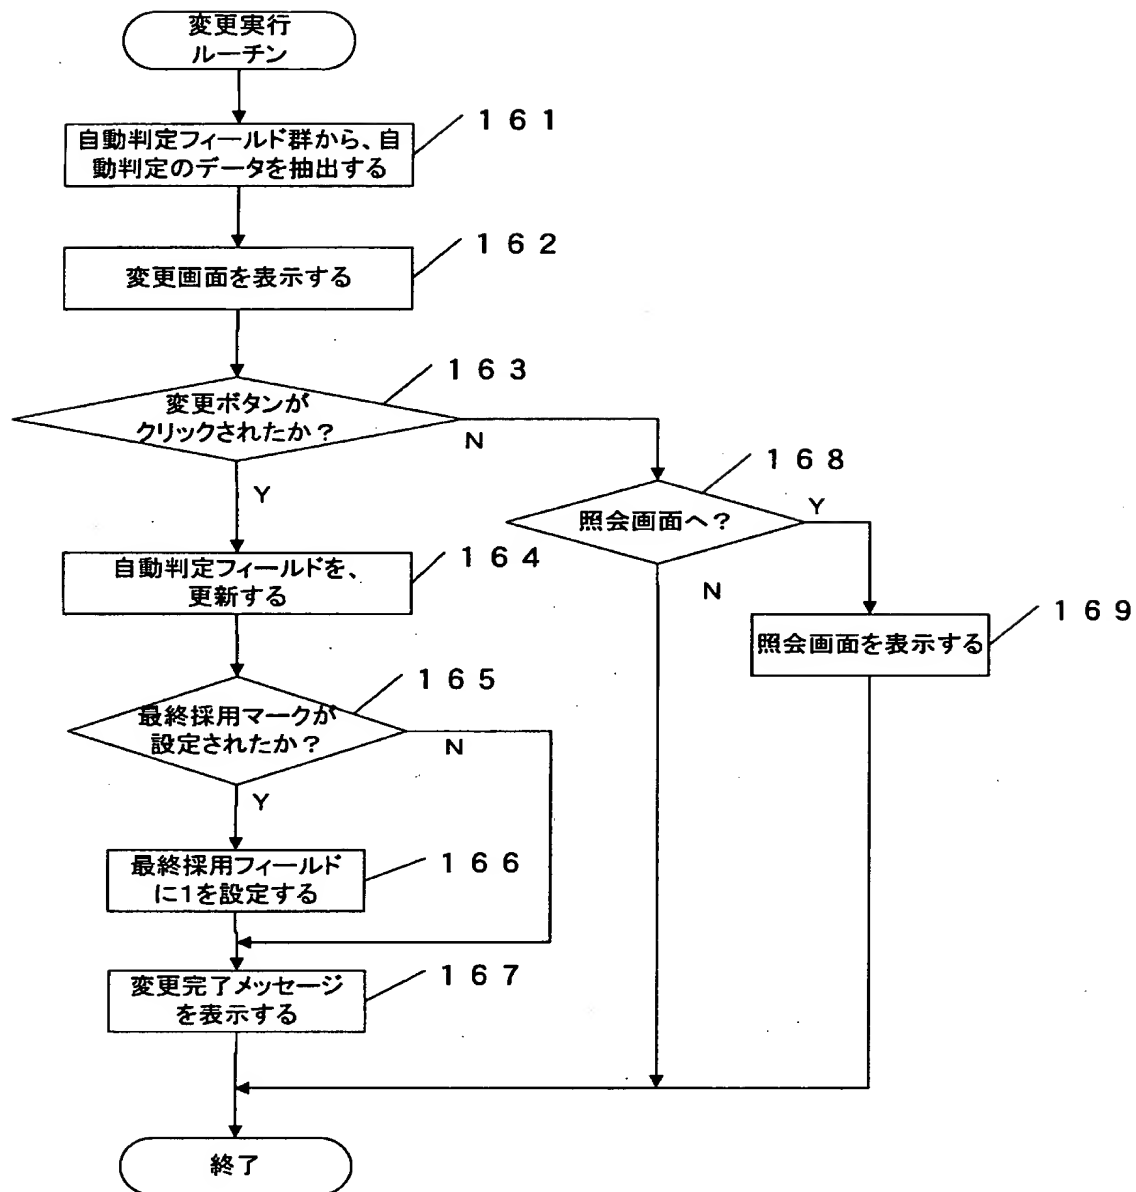 変更実行
ルーチン
161
自動判定フィールド群から、自
動判定のデータを抽出する
162
変更画面を表示する
163
変更ボタンが
クリックされたか?
N
Y
168
照会画面へ?
Y
N
164
自動判定フィールドを、
更新する
169
照会画面を表示する
165
最終採用マークが
設定されたか?
N
Y
166
最終採用フィールド
に1を設定する
167
変更完了メッセージ
を表示する
終了